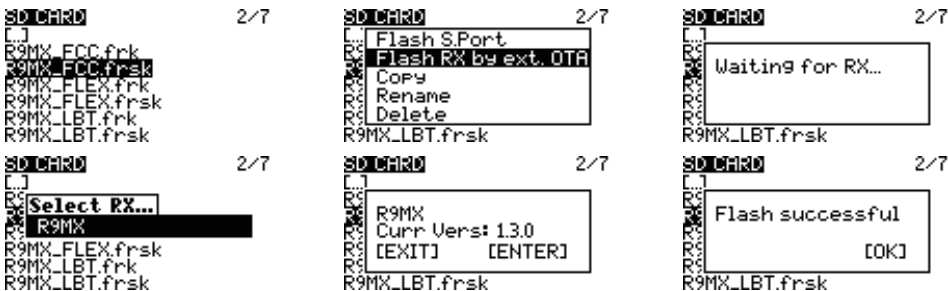 SD CARD 2/7
[..]
R9MX_FCC.frk
R9MX_FCC.frsk
R9MX_FLEX.frk
R9MX_FLEX.frsk
R9MX_LBT.frk
R9MX_LBT.frsk
SD CARD 2/7
Flash S.Port
Flash RX by ext. OTA
Copy
Rename
Delete
R9MX_LBT.frsk
SD CARD 2/7
[..]
Waiting for RX...
R9MX_LBT.frsk
SD CARD 2/7
[..]
Select RX...
R9MX
R9MX_FLEX.frsk
R9MX_LBT.frk
R9MX_LBT.frsk
SD CARD 2/7
[..]
R9MX
Curr Vers: 1.3.0
[EXIT] [ENTER]
R9MX_LBT.frsk
SD CARD 2/7
[..]
Flash successful
[OK]
R9MX_LBT.frsk